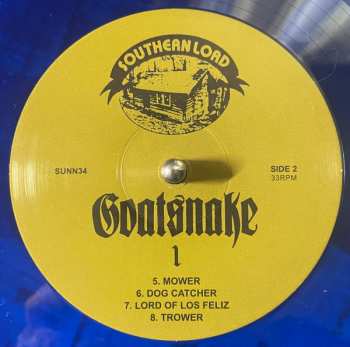 SOUTHERN LORD
SUNN34
SIDE 2
33RPM
Goatsnake
1
5. MOWER
6. DOG CATCHER
7. LORD OF LOS FELIZ
8. TROWER